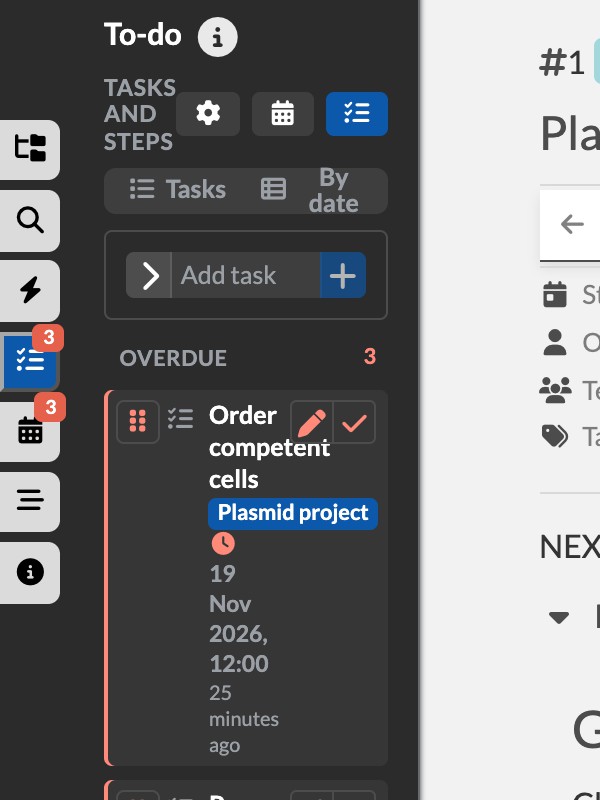 To-do
#1
TASKS
AND
STEPS
Tasks
By
date
Add task
3
OVERDUE 3
3
Order
competent
cells
Plasmid project
19
Nov
2026,
12:00
25
minutes
ago